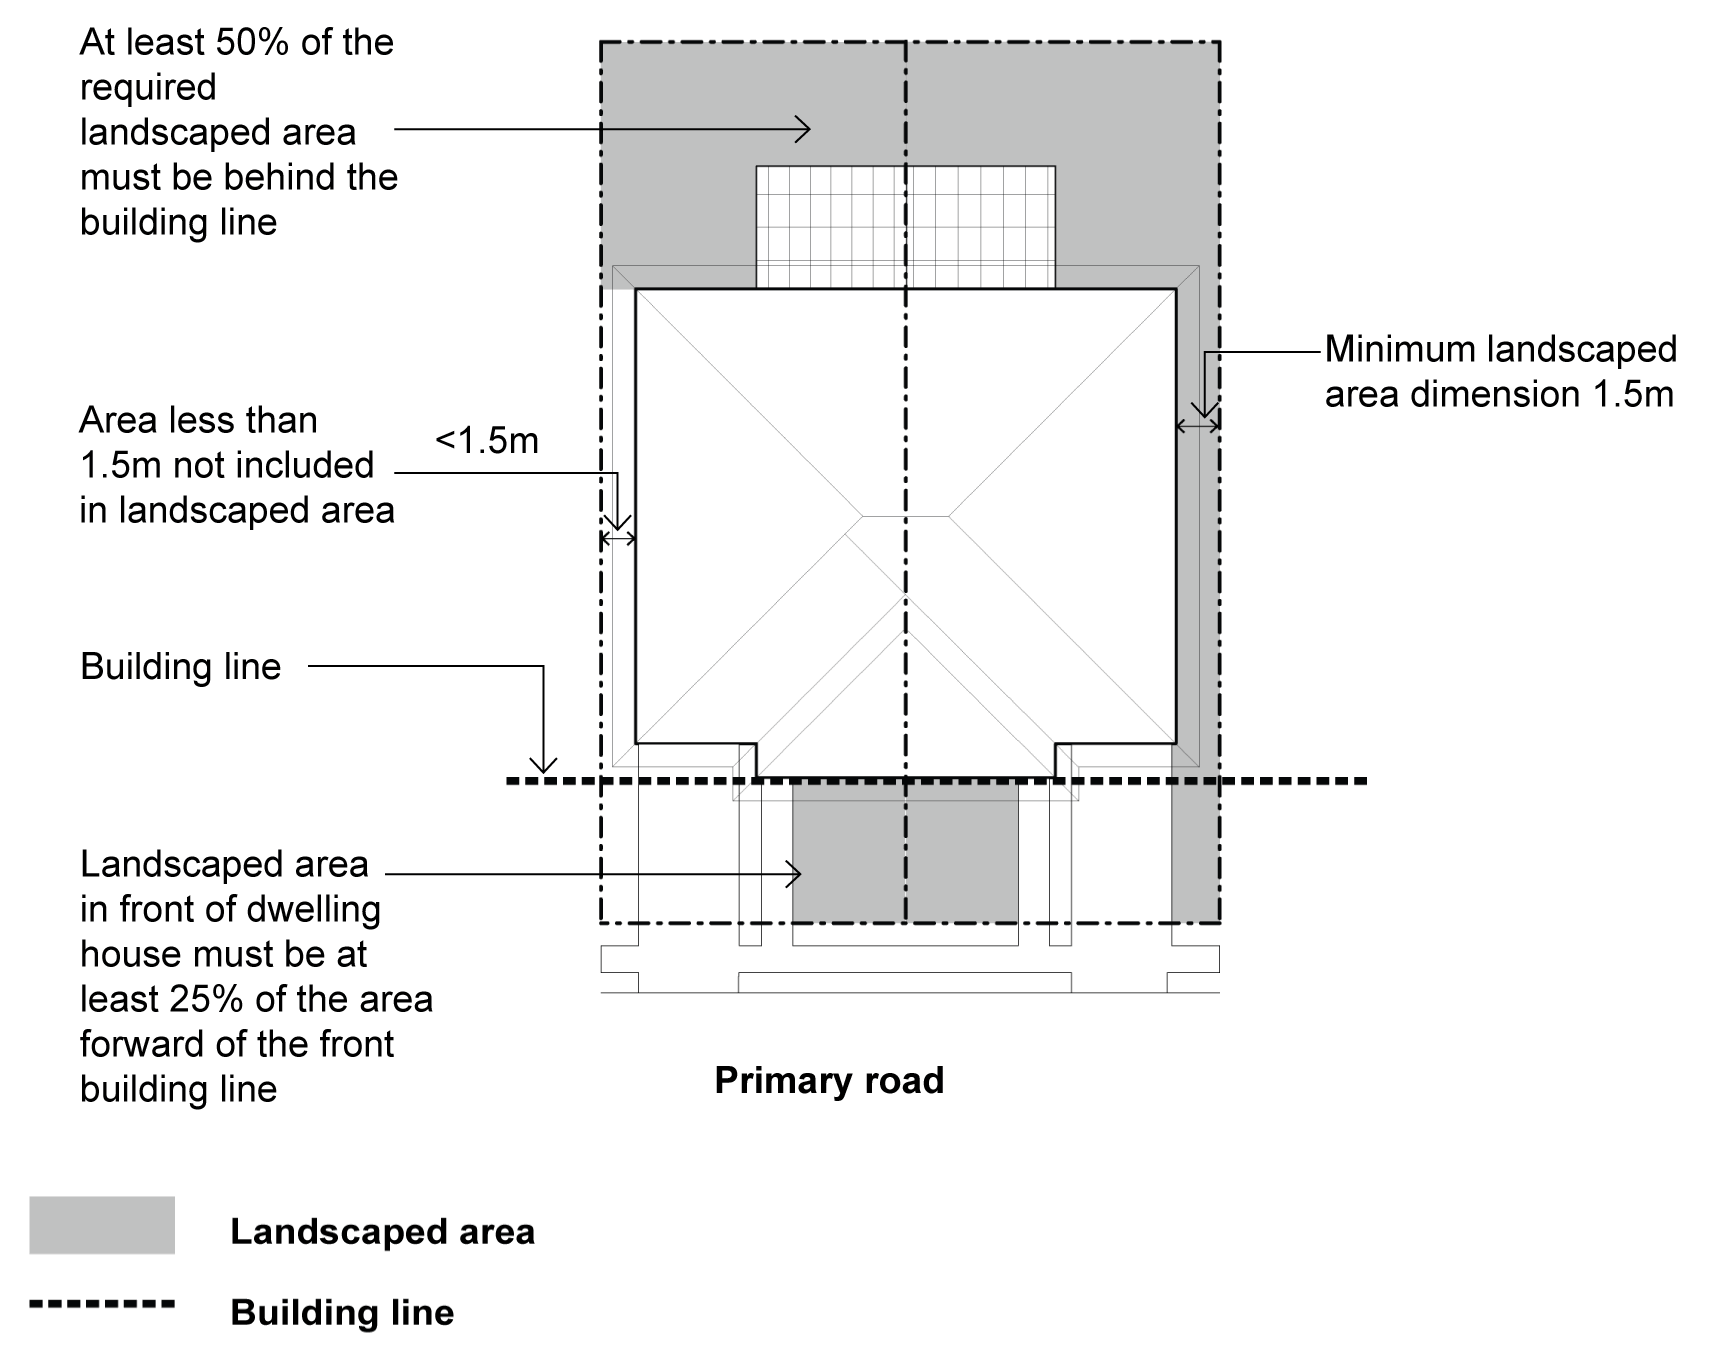 At least 50% of the
required
landscaped area
must be behind the
building line
Minimum landscaped
area dimension 1.5m
Area less than
1.5m not included
in landscaped area
<1.5m
Building line
Landscaped area
in front of dwelling
house must be at
least 25% of the area
forward of the front
building line
Primary road
Landscaped area
Building line